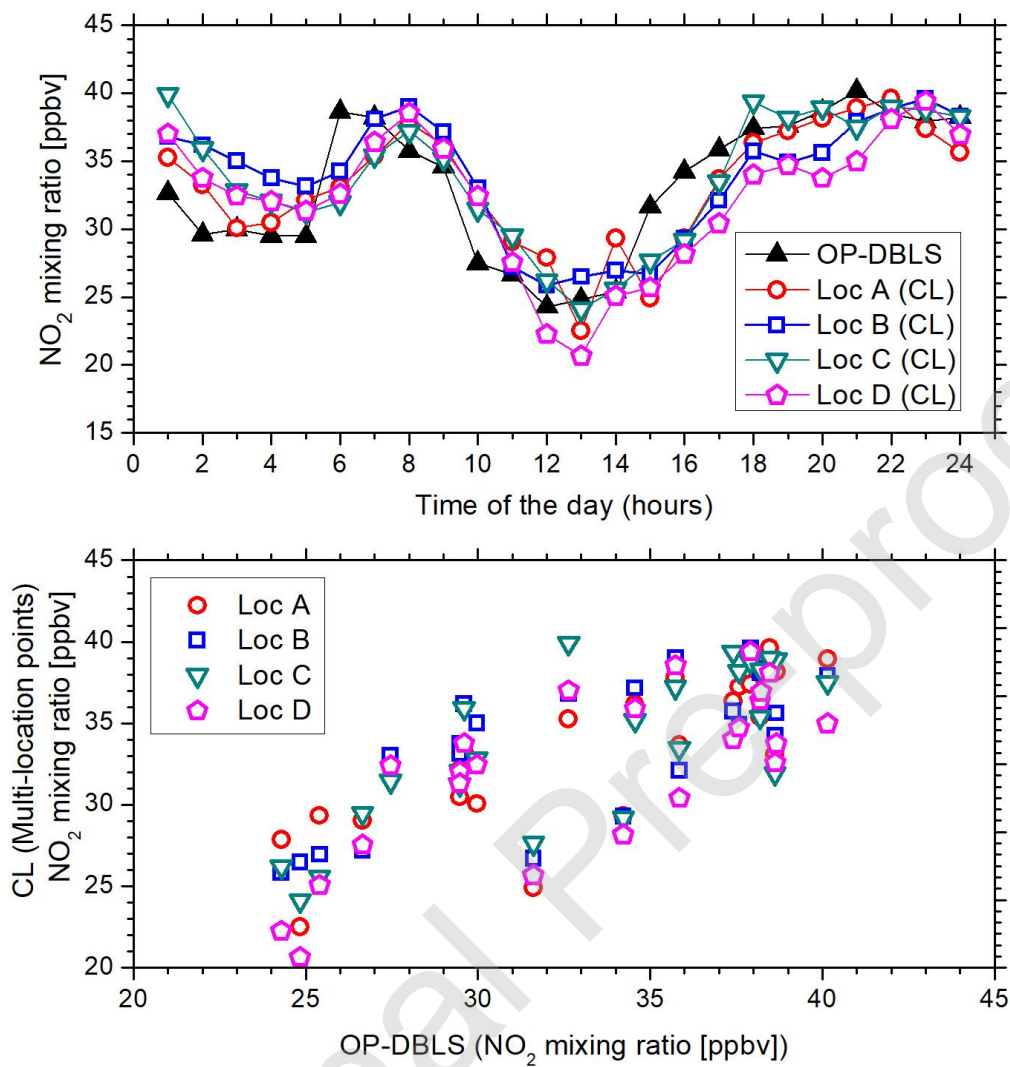 45
40
35
30
25
20
15
NO₂ mixing ratio [ppbv]
OP-DBLS
Loc A (CL)
Loc B (CL)
Loc C (CL)
Loc D (CL)
0 2 4 6 8 10 12 14 16 18 20 22 24
Time of the day (hours)
45
40
35
30
25
20
CL (Multi-location points)
NO₂ mixing ratio [ppbv]
Loc A
Loc B
Loc C
Loc D
20 25 30 35 40 45
OP-DBLS (NO₂ mixing ratio [ppbv])
nal Preproo